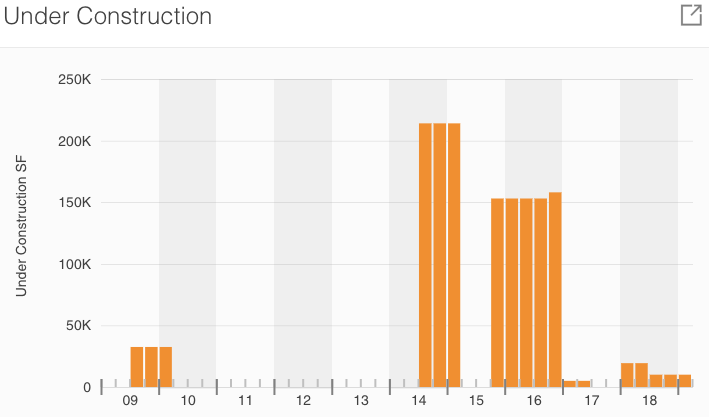 Under Construction
250K
200K
150K
100K
50K
0
Under Construction SF
09 10 11 12 13 14 15 16 17 18